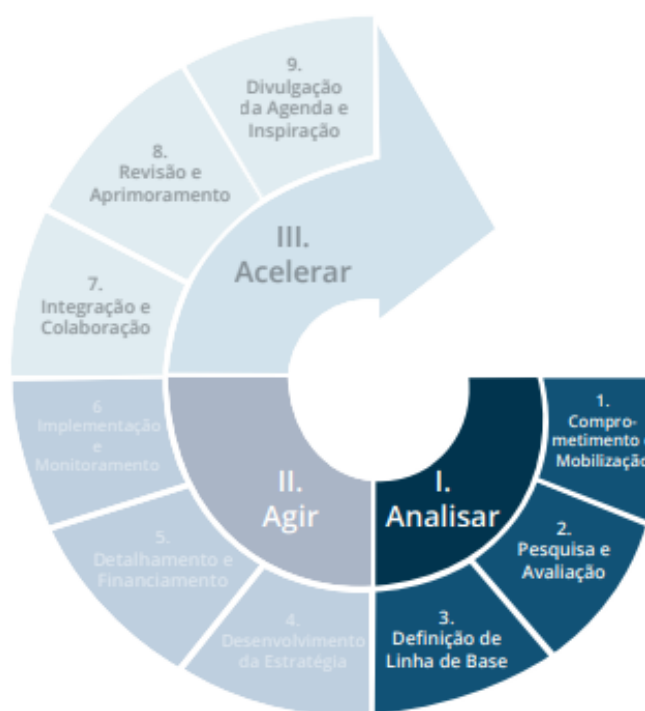 9.
Divulgação
da Agenda e
Inspiração
8.
Revisão e
Aprimoramento
III.
Acelerar
7.
Integração e
Colaboração
6
Implementação
e
Monitoramento
5.
Detalhamento e
Financiamento
4.
Desenvolvimento
da Estratégia
II.
Agir
I.
Analisar
1.
Compro-
metimento e
Mobilização
2.
Pesquisa e
Avaliação
3.
Definição de
Linha de Base